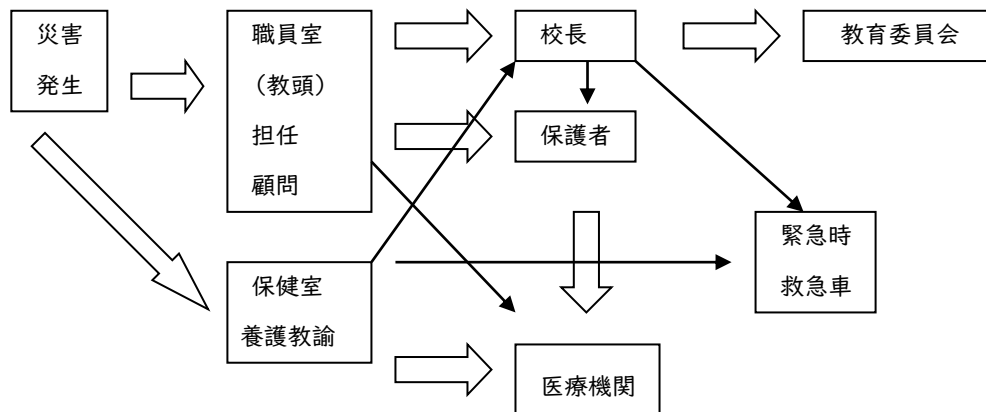 災害
発生
職員室
（教頭）
担任
顧問
校長
教育委員会
保護者
緊急時
救急車
保健室
養護教諭
医療機関